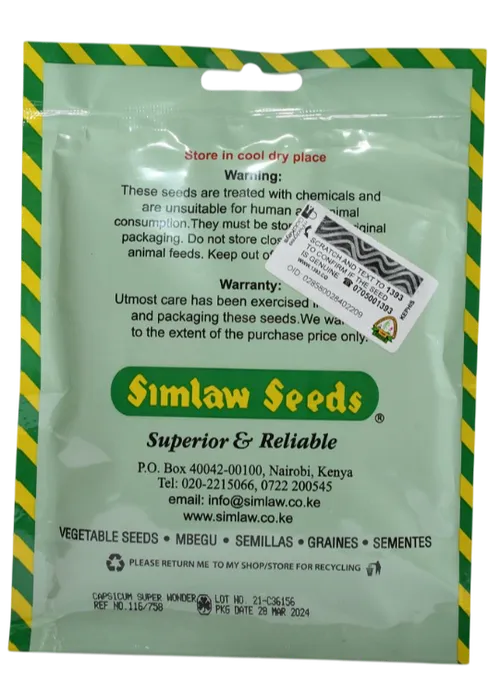 Store in cool dry place
Warning:
These seeds are treated with chemicals and
are unsuitable for human
consumption. They must be
packaging. Do not store
animal feeds. Keep out
Warranty:
Utmost care has been exercised
and packaging these seeds. We
to the extent of the purchase price only.
SCRATCH AND TEXT TO 1393
TO CONFIRM IF THE SEED
IS GENUINE ☎ 0705001393
KEPHIS
OID: 028580028402209
Simlaw Seeds ®
Superior & Reliable
P.O. Box 40042-00100, Nairobi, Kenya
Tel: 020-2215066, 0722 200545
email: info@simlaw.co.ke
www.simlaw.co.ke
VEGETABLE SEEDS • MBEGU • SEMILLAS • GRAINES • SEMENTES
PLEASE RETURN ME TO MY SHOP/STORE FOR RECYCLING
CAPSICUM SUPER WONDER LOT NO. 21-C36156
REF NO.116/758 PKG DATE 28 MAR 2024